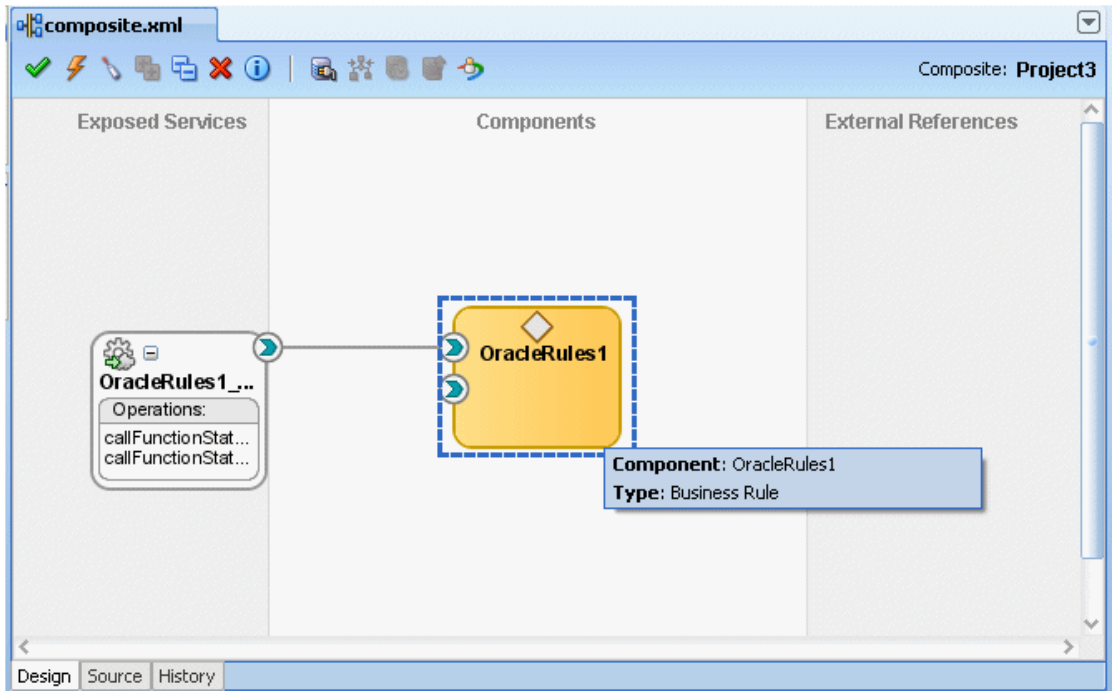 composite.xml
Composite: Project3
Exposed Services
Components
External References
OracleRules1_...
Operations:
callFunctionStat...
callFunctionStat...
OracleRules1
Component: OracleRules1
Type: Business Rule
Design Source History